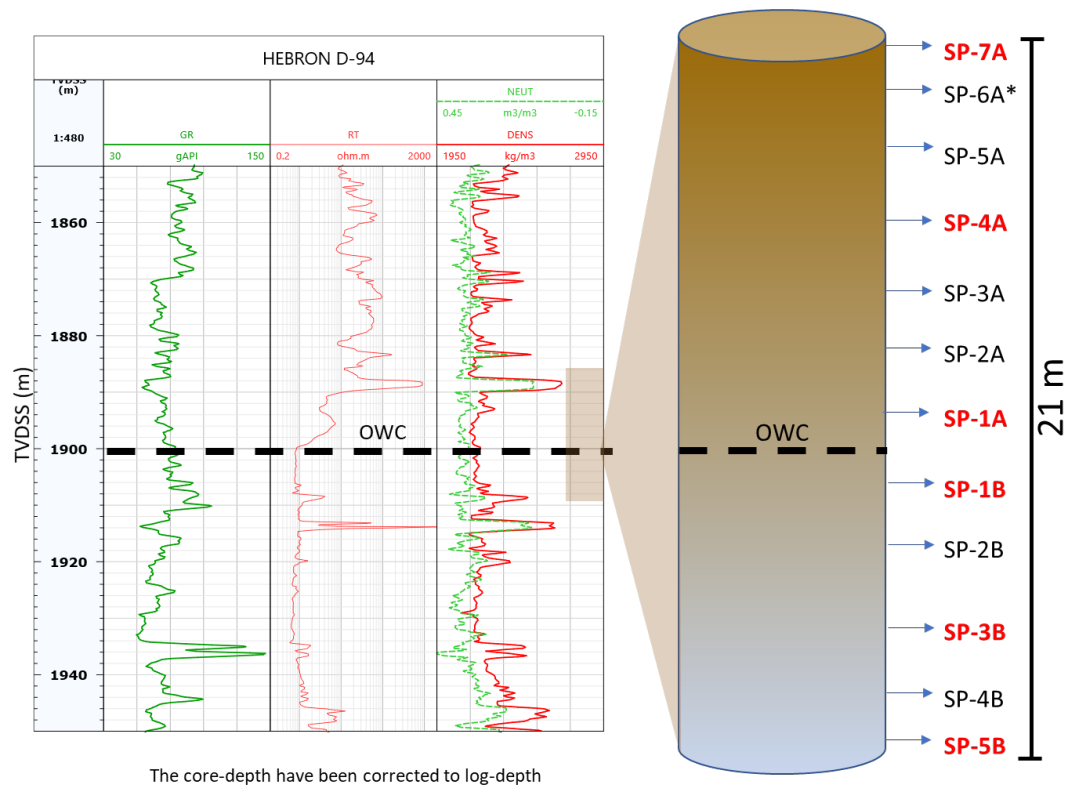 HEBRON D-94
TVDSS
(m)
1:480
GR
30 gAPI 150
RT
0.2 ohm.m 2000
NEUT
0.45 m3/m3 -0.15
DENS
1950 kg/m3 2950
TVDSS (m)
1860
1880
1900
1920
1940
OWC
The core-depth have been corrected to log-depth
SP-7A
SP-6A*
SP-5A
SP-4A
SP-3A
SP-2A
SP-1A
OWC
SP-1B
SP-2B
SP-3B
SP-4B
SP-5B
21 m